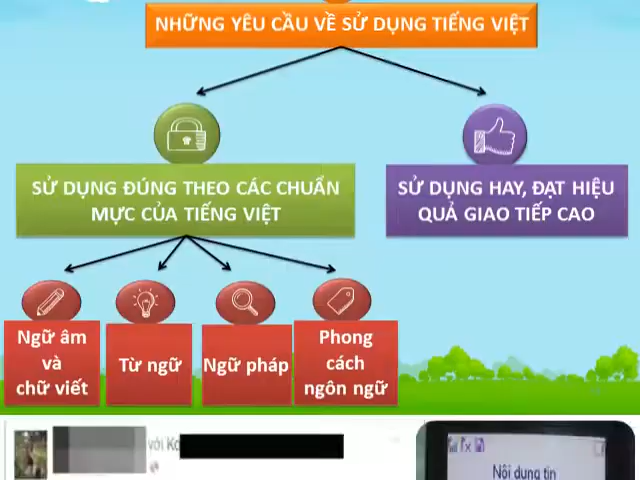 NHỮNG YÊU CẦU VỀ SỬ DỤNG TIẾNG VIỆT
SỬ DỤNG ĐÚNG THEO CÁC CHUẨN
MỰC CỦA TIẾNG VIỆT
SỬ DỤNG HAY, ĐẠT HIỆU
QUẢ GIAO TIẾP CAO
Ngữ âm
và
chữ viết
Từ ngữ
Ngữ pháp
Phong
cách
ngôn ngữ
với
Nội dung tin